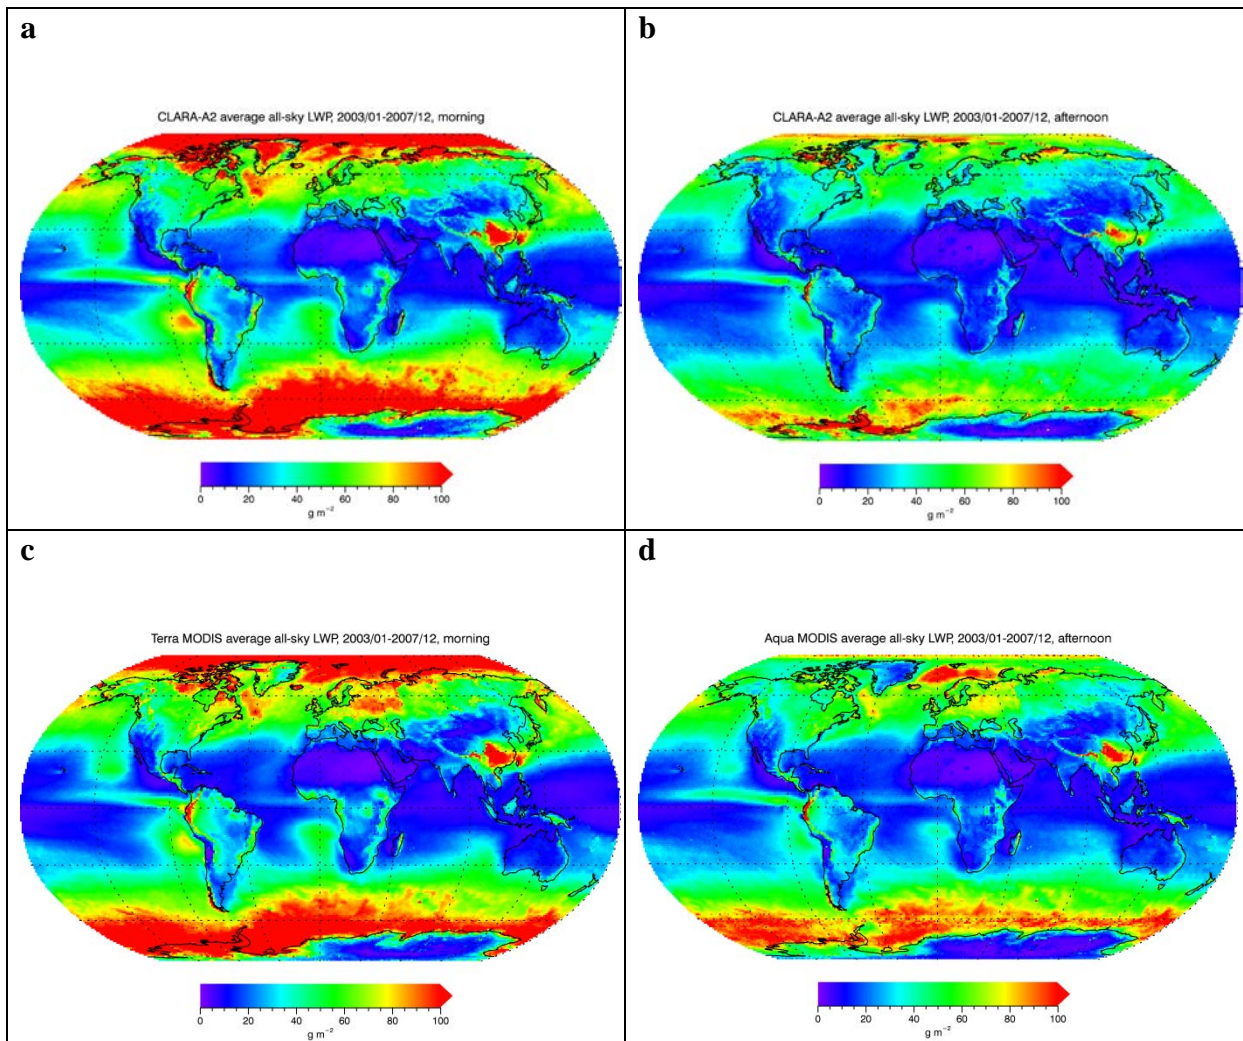 a
CLARA-A2 average all-sky LWP, 2003/01-2007/12, morning
0 20 40 60 80 100
g m⁻²
b
CLARA-A2 average all-sky LWP, 2003/01-2007/12, afternoon
0 20 40 60 80 100
g m⁻²
c
Terra MODIS average all-sky LWP, 2003/01-2007/12, morning
0 20 40 60 80 100
g m⁻²
d
Aqua MODIS average all-sky LWP, 2003/01-2007/12, afternoon
0 20 40 60 80 100
g m⁻²